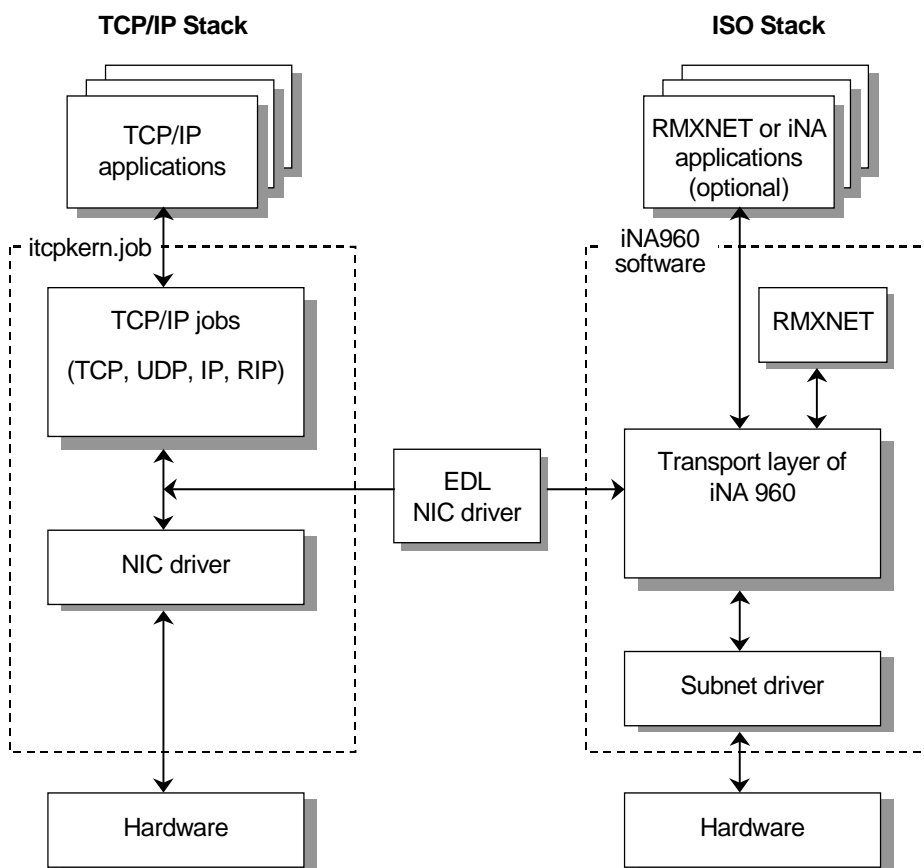 TCP/IP Stack
ISO Stack
TCP/IP
applications
RMXNET or iNA
applications
(optional)
itcpkern.job
iNA960
software
TCP/IP jobs
(TCP, UDP, IP, RIP)
RMXNET
EDL
NIC driver
Transport layer of
iNA 960
NIC driver
Subnet driver
Hardware
Hardware